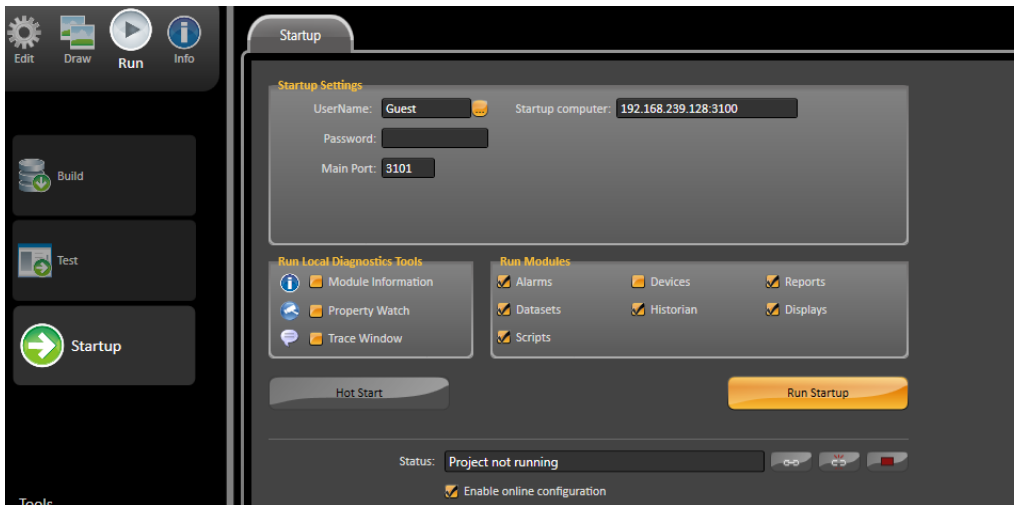 Edit Draw Run Info
Startup
Startup Settings
UserName: Guest Startup computer: 192.168.239.128:3100
Password:
Main Port: 3101
Build
Test
Startup
Run Local Diagnostics Tools
Module Information
Property Watch
Trace Window
Run Modules
Alarms Devices Reports
Datasets Historian Displays
Scripts
Hot Start Run Startup
Status: Project not running
Enable online configuration
Tools